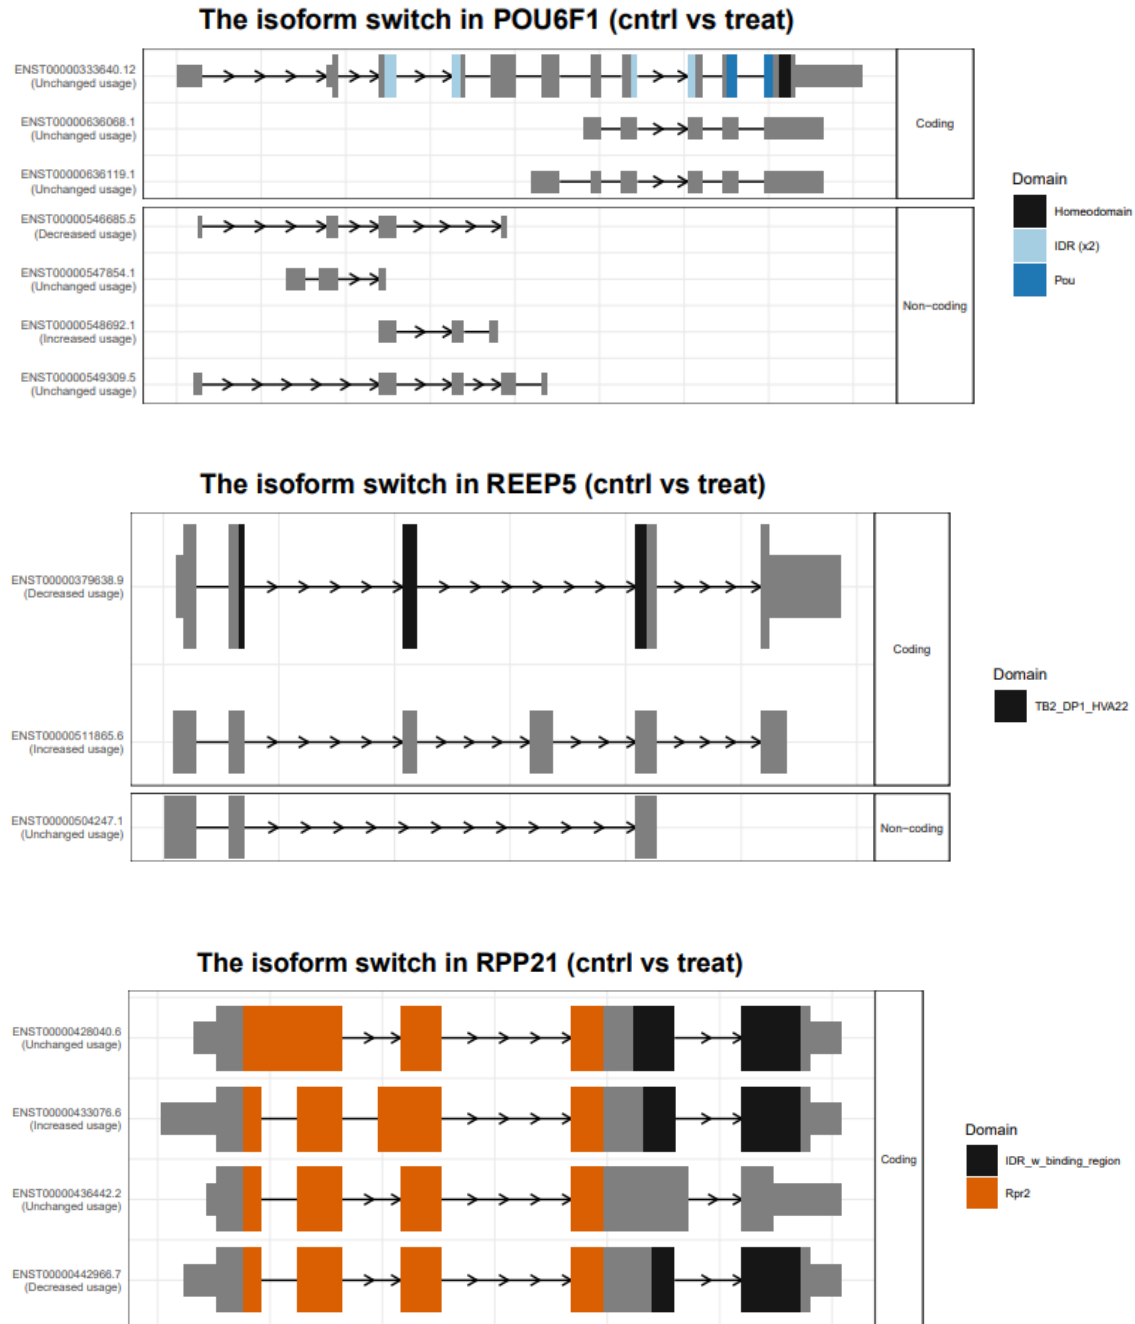 The isoform switch in POU6F1 (cntrl vs treat)
ENST00000333640.12
(Unchanged usage)
ENST00000636068.1
(Unchanged usage)
ENST00000636119.1
(Unchanged usage)
Coding
ENST00000546685.5
(Decreased usage)
ENST00000547854.1
(Unchanged usage)
ENST00000548692.1
(Increased usage)
ENST00000549309.5
(Unchanged usage)
Non-coding
Domain
Homeodomain
IDR (x2)
Pou
The isoform switch in REEP5 (cntrl vs treat)
ENST00000379638.9
(Decreased usage)
ENST00000511865.6
(Increased usage)
Coding
ENST00000504247.1
(Unchanged usage)
Non-coding
Domain
TB2_DP1_HVA22
The isoform switch in RPP21 (cntrl vs treat)
ENST00000428040.6
(Unchanged usage)
ENST00000433076.6
(Increased usage)
ENST00000436442.2
(Unchanged usage)
ENST00000442966.7
(Decreased usage)
Coding
Domain
IDR_w_binding_region
Rpr2